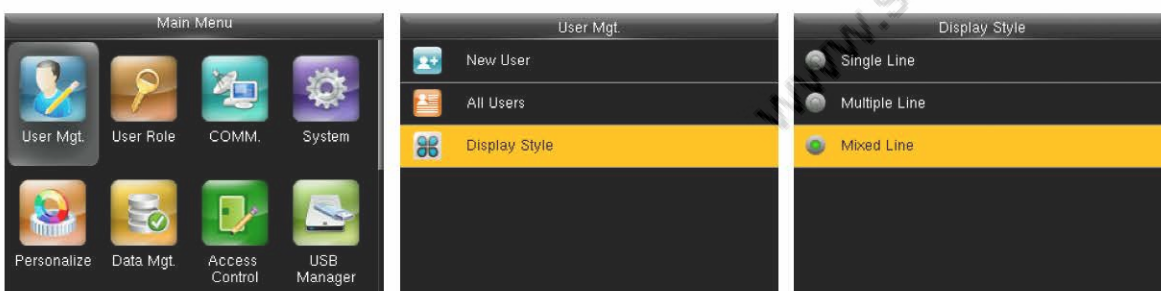 Main Menu
User Mgt.
User Role
COMM.
System
Personalize
Data Mgt.
Access
Control
USB
Manager
User Mgt.
New User
All Users
Display Style
Display Style
Single Line
Multiple Line
Mixed Line
www.s